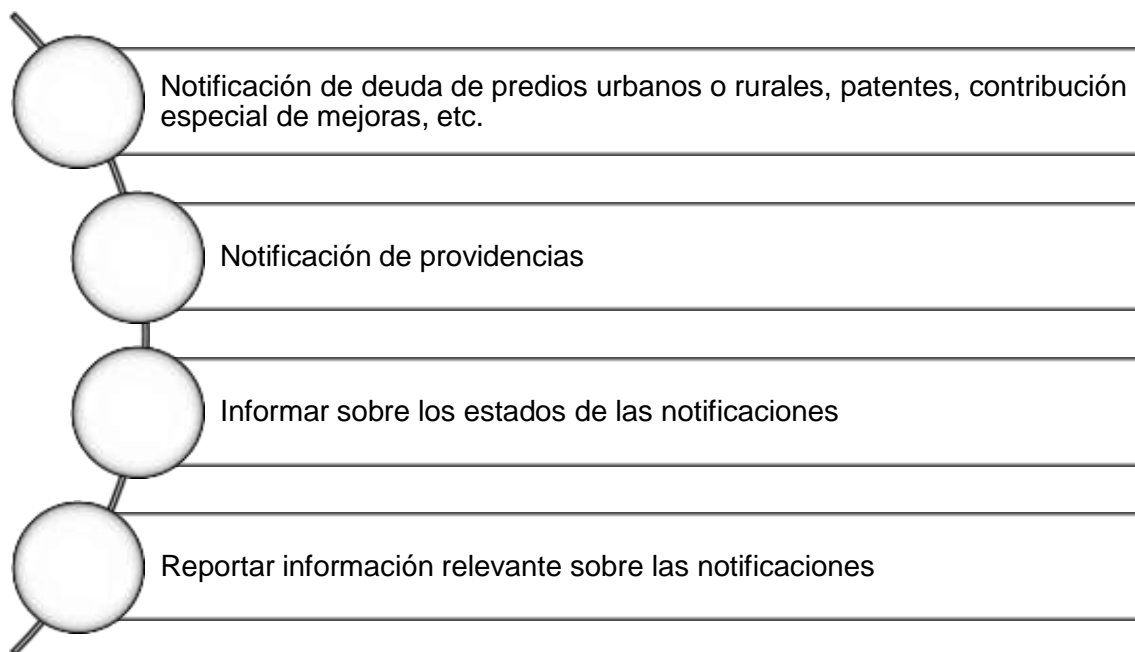 Notificación de deuda de predios urbanos o rurales, patentes, contribución
especial de mejoras, etc.
Notificación de providencias
Informar sobre los estados de las notificaciones
Reportar información relevante sobre las notificaciones